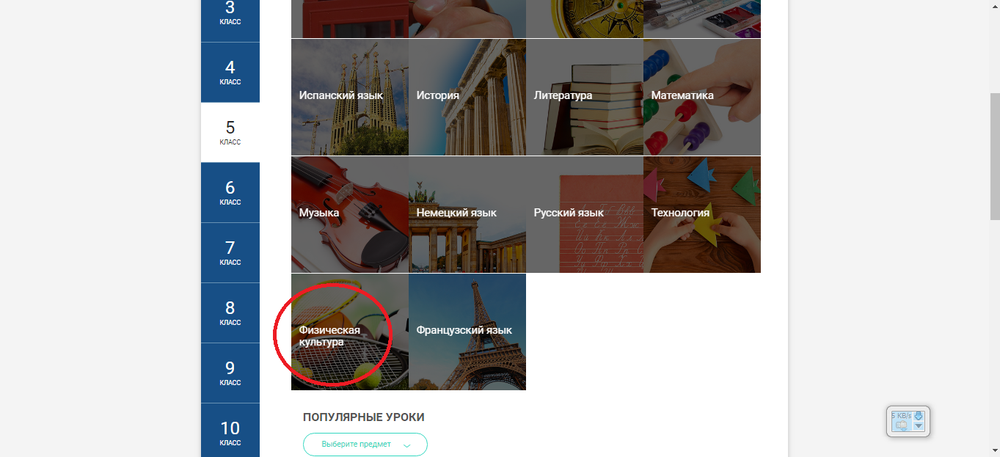 3
КЛАСС
4
КЛАСС
5
КЛАСС
6
КЛАСС
7
КЛАСС
8
КЛАСС
9
КЛАСС
10
КЛАСС
Испанский язык
История
Литература
Математика
Музыка
Немецкий язык
Русский язык
Технология
Физическая
культура
Французский язык
ПОПУЛЯРНЫЕ УРОКИ
Выберите предмет
5 KB/s